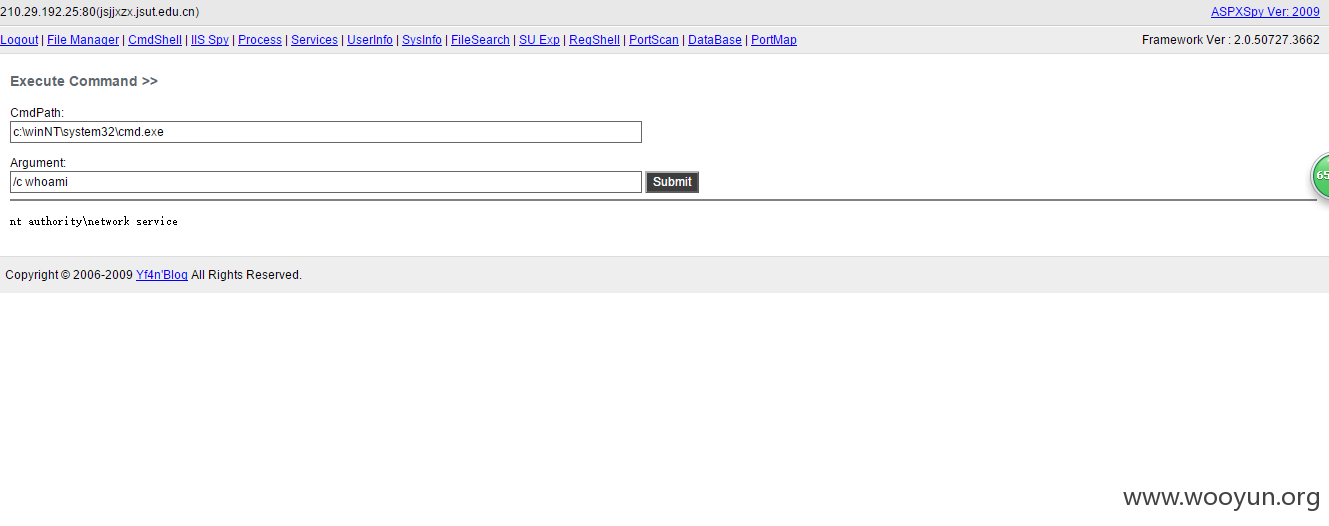 210.29.192.25:80(jsjjxzx.jsut.edu.cn) ASPXSpy Ver: 2009
Logout | File Manager | CmdShell | IIS Spy | Process | Services | UserInfo | SysInfo | FileSearch | SU Exp | RegShell | PortScan | DataBase | PortMap Framework Ver : 2.0.50727.3662
Execute Command >>
CmdPath:
c:\winNT\system32\cmd.exe
Argument:
/c whoami Submit
65
nt authority\network service
Copyright © 2006-2009 Yf4n'Blog All Rights Reserved.
www.wooyun.org